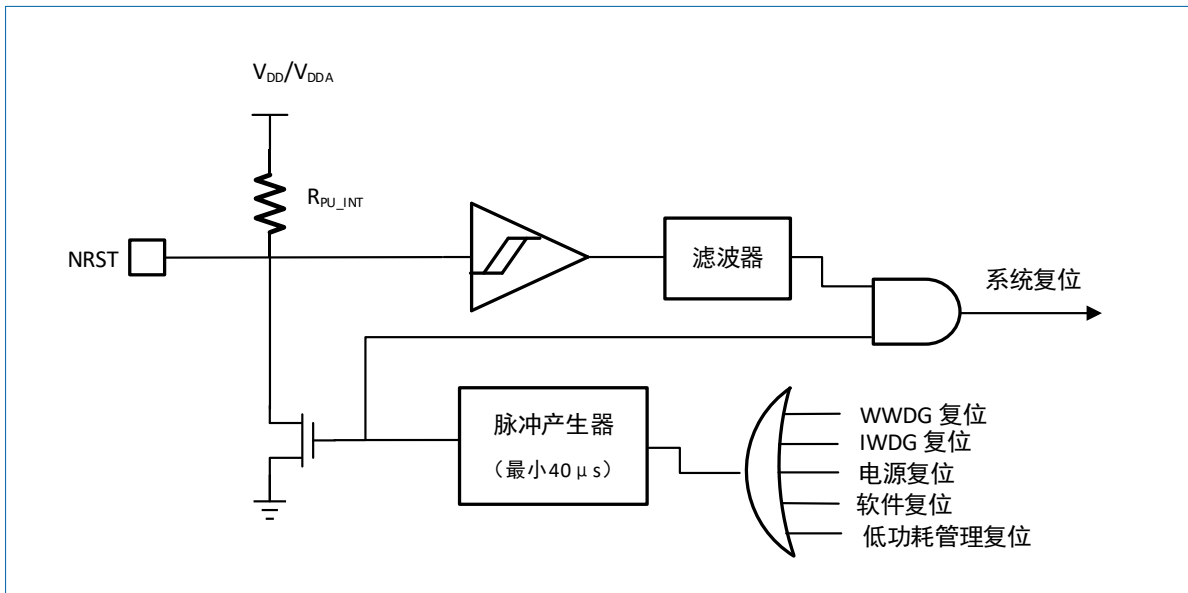 VDD/VDDA
RPU_INT
NRST
滤波器
系统复位
脉冲产生器
（最小40μs）
WWDG 复位
IWDG 复位
电源复位
软件复位
低功耗管理复位